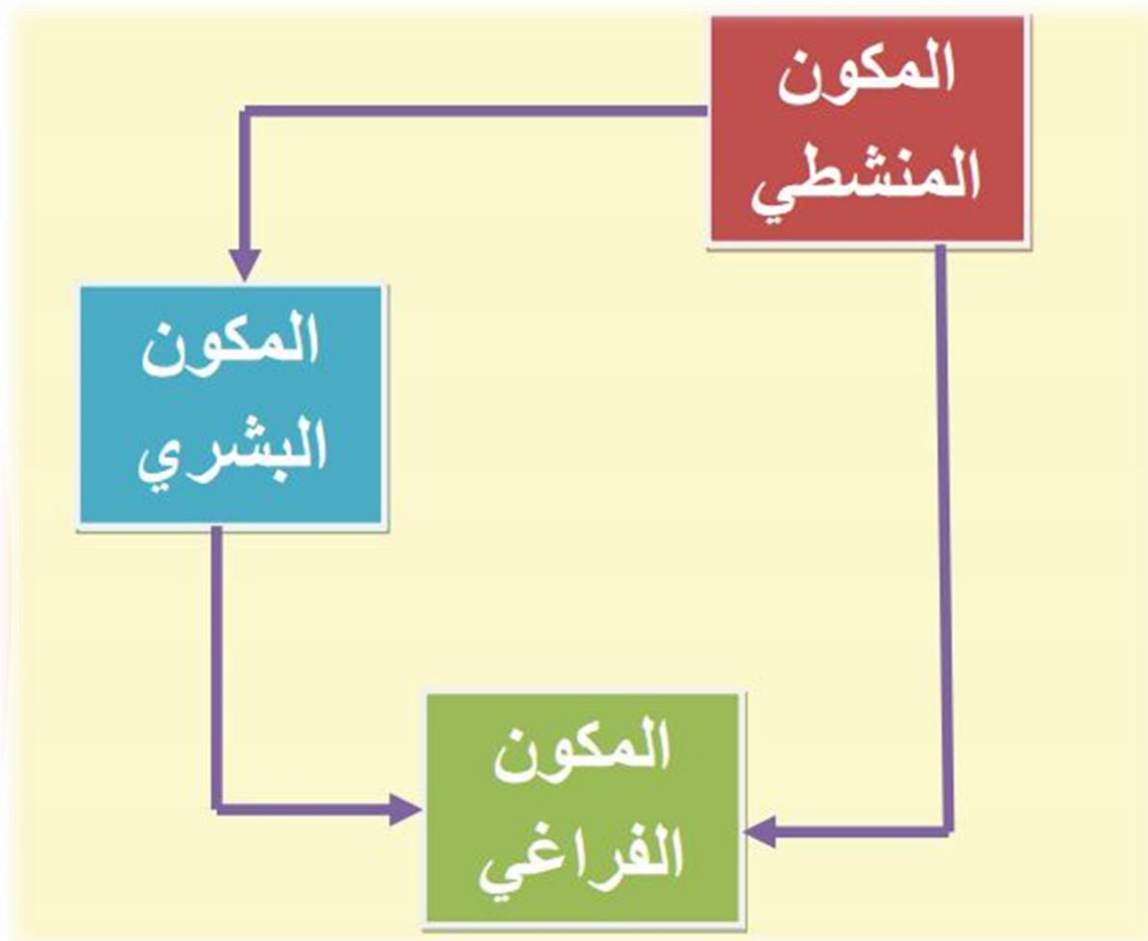 المكون
المنشطي
المكون
البشري
المكون
الفراغي